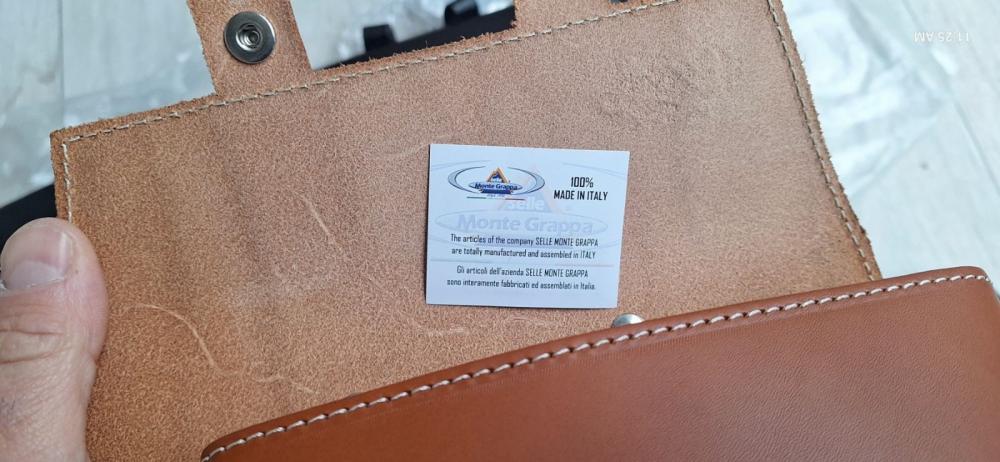 11:25 AM
selle
Monte Grappa
100%
MADE IN ITALY
selle
Monte Grappa
The articles of the company SELLE MONTE GRAPPA
are totally manufactured and assembled in ITALY
Gli articoli dell'azienda SELLE MONTE GRAPPA
sono interamente fabbricati ed assemblati in Italia.